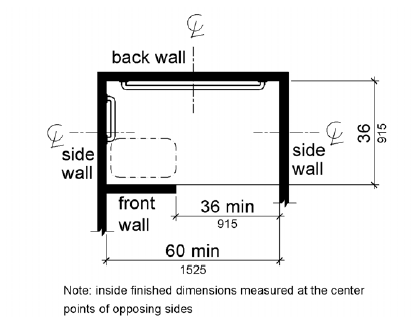 ℄
back wall
℄
℄
36
915
side
wall
side
wall
front
wall
36 min
915
60 min
1525
Note: inside finished dimensions measured at the center
points of opposing sides